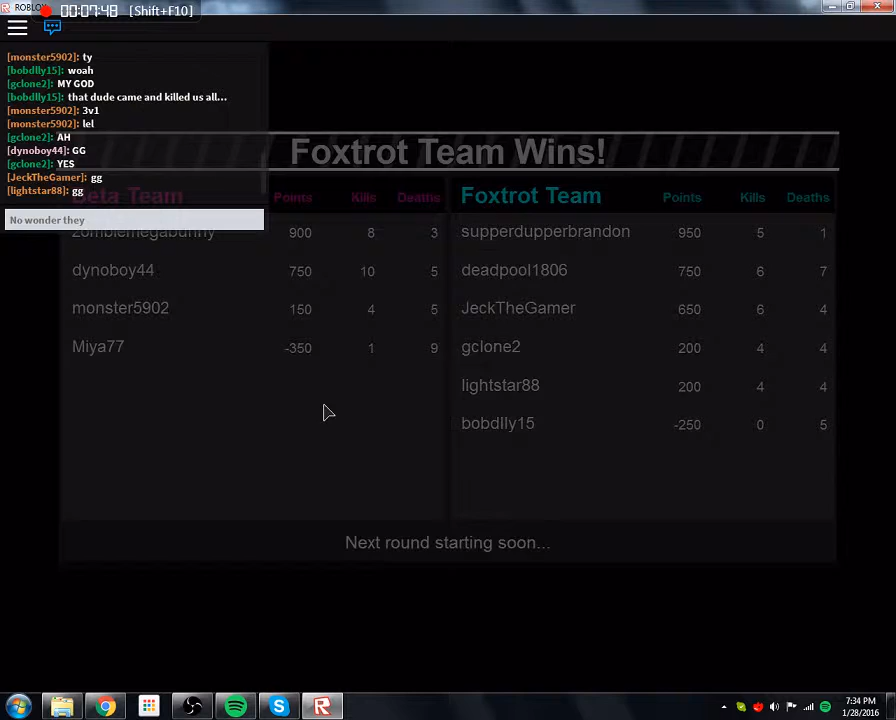 ROBLOX
00:07:48 [Shift+F10]
[monster5902]: ty
[bobdlly15]: woah
[gclone2]: MY GOD
[bobdlly15]: that dude came and killed us all...
[monster5902]: 3v1
[monster5902]: lel
[gclone2]: AH
[dynoboy44]: GG
[gclone2]: YES
[JeckTheGamer]: gg
[lightstar88]: gg
No wonder they
Foxtrot Team Wins!
Beta Team Points Kills Deaths
zombiemegabunny 900 8 3
dynoboy44 750 10 5
monster5902 150 4 5
Miya77 -350 1 9
Foxtrot Team Points Kills Deaths
supperdupperbrandon 950 5 1
deadpool1806 750 6 7
JeckTheGamer 650 6 4
gclone2 200 4 4
lightstar88 200 4 4
bobdlly15 -250 0 5
Next round starting soon...
7:34 PM
1/28/2016